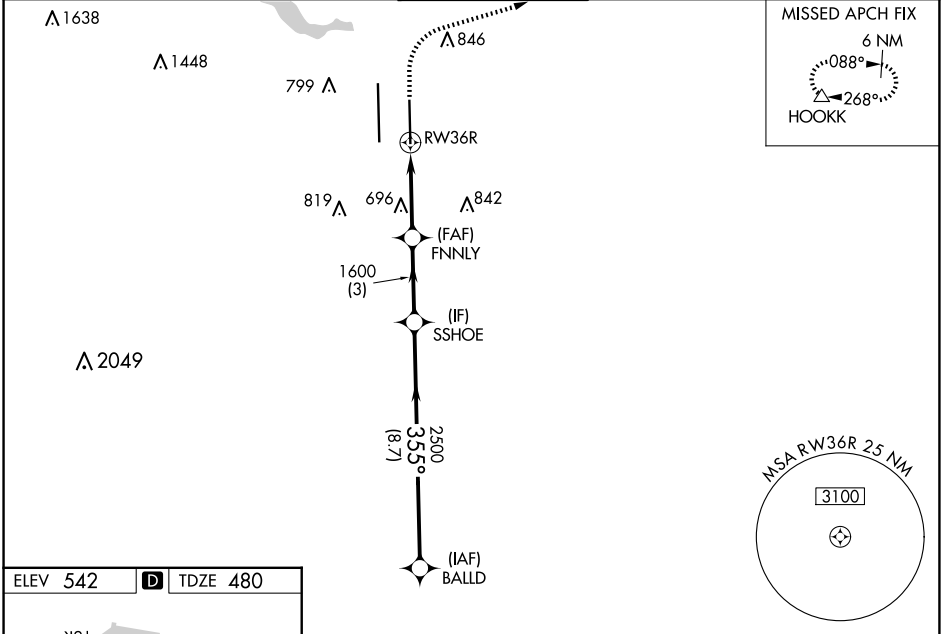 1638
1448
799
846
RW36R
819
696
842
(FAF)
FNNLY
1600
(3)
(IF)
SSHOE
2049
2500
355°
(8.7)
(IAF)
BALLD
MISSED APCH FIX
6 NM
088°
268°
HOOKK
MSA RW36R 25 NM
3100
ELEV 542 D TDZE 480